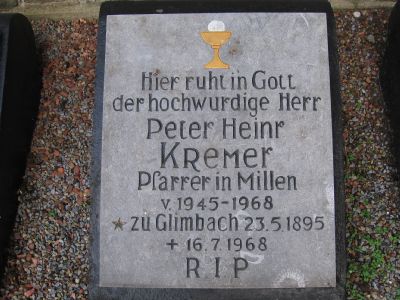 Hier ruht in Gott
der hochwurdige Herr
Peter Heinr
Kremer
Pfarrer in Millen
v. 1945-1968
★ zu Glimbach 23.5.1895
+ 16.7.1968
R I P